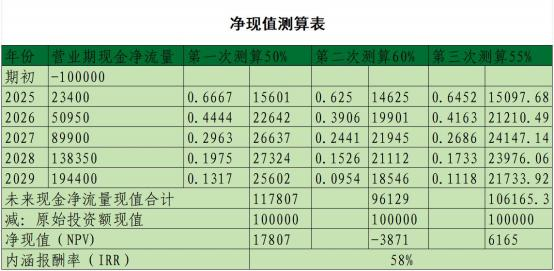 净现值测算表
年份 营业期现金净流量 第一次测算50% 第二次测算60% 第三次测算55%
期初 -100000
2025 23400 0.6667 15601 0.625 14625 0.6452 15097.68
2026 50950 0.4444 22642 0.3906 19901 0.4163 21210.49
2027 89900 0.2963 26637 0.2441 21945 0.2686 24147.14
2028 138350 0.1975 27324 0.1526 21112 0.1733 23976.06
2029 194400 0.1317 25602 0.0954 18546 0.1118 21733.92
未来现金净流量现值合计 117807 96129 106165.3
减：原始投资额现值 100000 100000 100000
净现值（NPV） 17807 -3871 6165
内涵报酬率（IRR） 58%